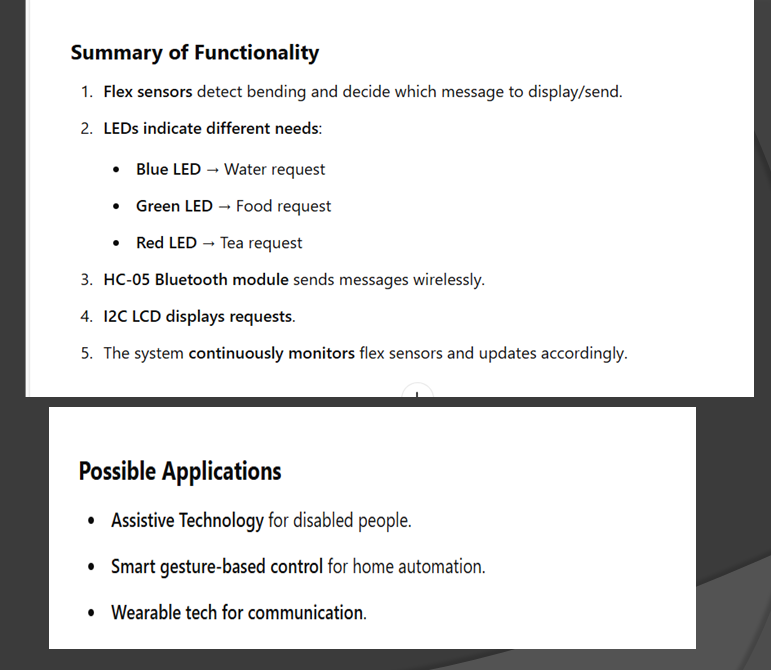 Summary of Functionality
1. Flex sensors detect bending and decide which message to display/send.
2. LEDs indicate different needs:
• Blue LED → Water request
• Green LED → Food request
• Red LED → Tea request
3. HC-05 Bluetooth module sends messages wirelessly.
4. I2C LCD displays requests.
5. The system continuously monitors flex sensors and updates accordingly.
Possible Applications
• Assistive Technology for disabled people.
• Smart gesture-based control for home automation.
• Wearable tech for communication.